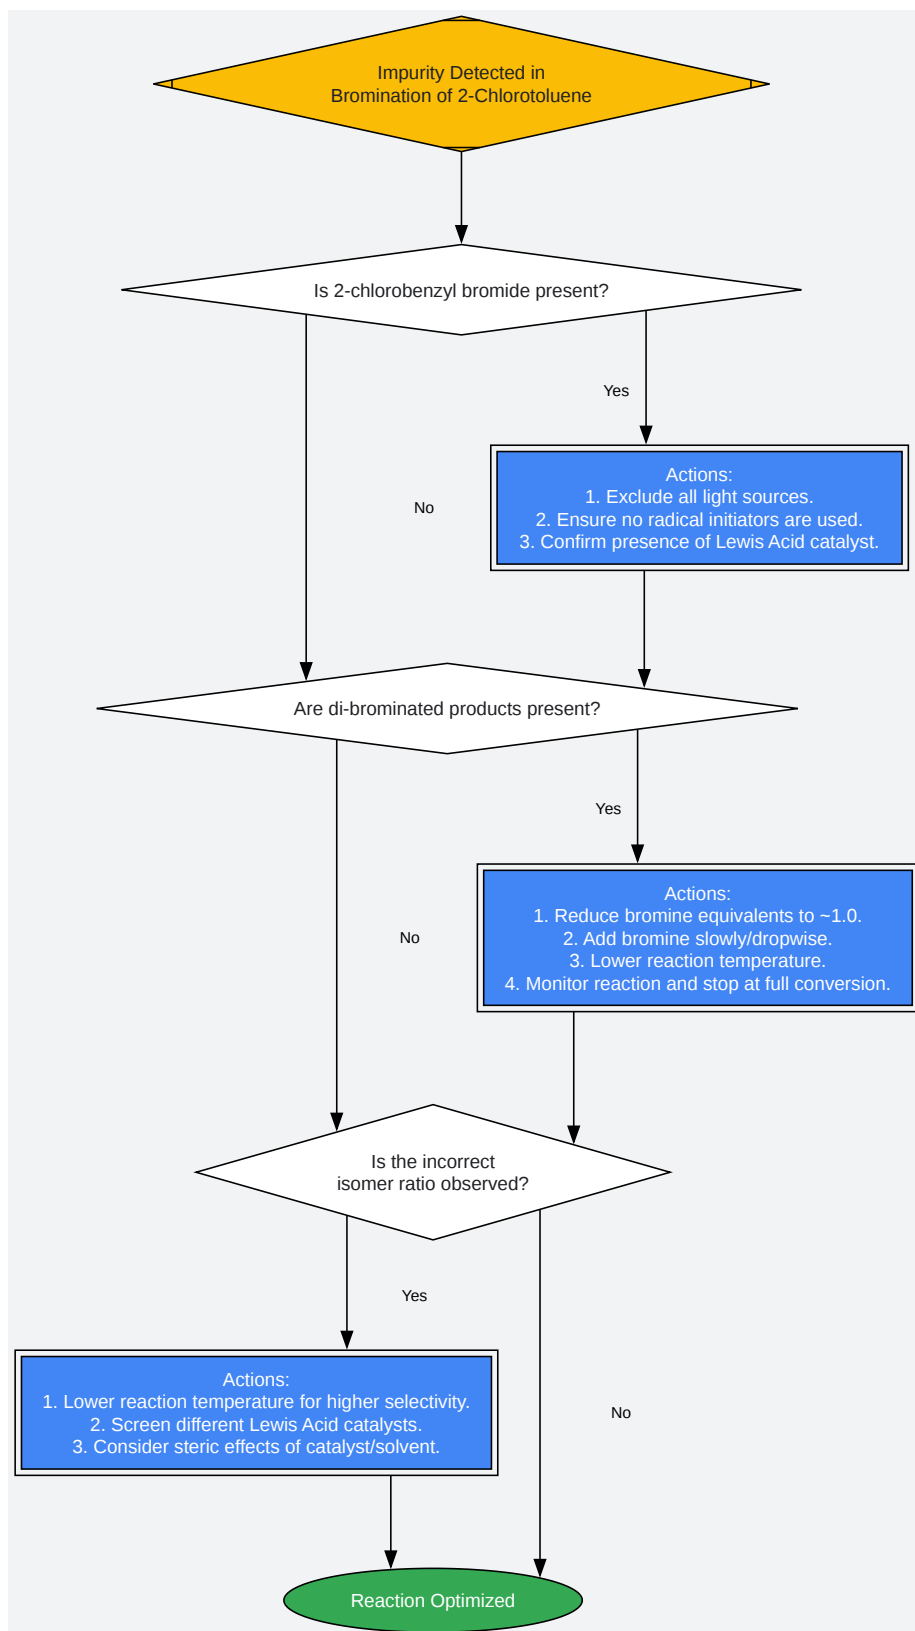 Impurity Detected in
Bromination of 2-Chlorotoluene
Is 2-chlorobenzyl bromide present?
Yes
Actions:
1. Exclude all light sources.
2. Ensure no radical initiators are used.
3. Confirm presence of Lewis Acid catalyst.
No
Are di-brominated products present?
Yes
Actions:
1. Reduce bromine equivalents to ~1.0.
2. Add bromine slowly/dropwise.
3. Lower reaction temperature.
4. Monitor reaction and stop at full conversion.
No
Is the incorrect
isomer ratio observed?
Yes
Actions:
1. Lower reaction temperature for higher selectivity.
2. Screen different Lewis Acid catalysts.
3. Consider steric effects of catalyst/solvent.
No
Reaction Optimized